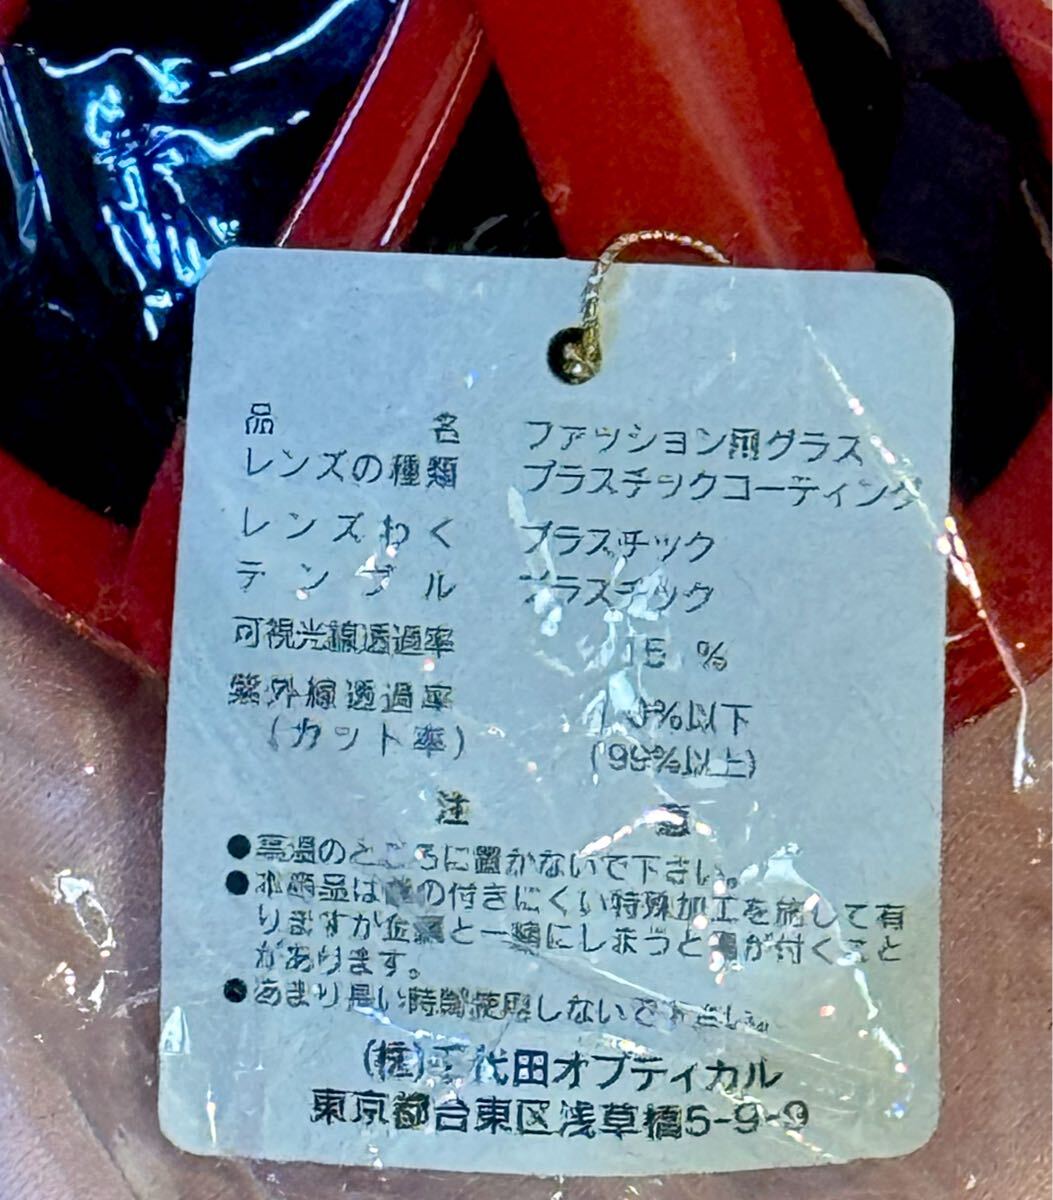 品名 ファッション用グラス
レンズの種類 プラスチックコーティング
レンズわく プラスチック
テンプル プラスチック
可視光線透過率 15 %
紫外線透過率 %以下
(カット率) (99%以上)
注意
●高温のところに置かないで下さい。
●本商品は傷の付きにくい特殊加工を施して有
りますが金属と一緒にしまうと傷が付くこと
があります。
●あまり長い時間使用しないで下さい。
(株)千代田オプティカル
東京都台東区浅草橋5-9-9